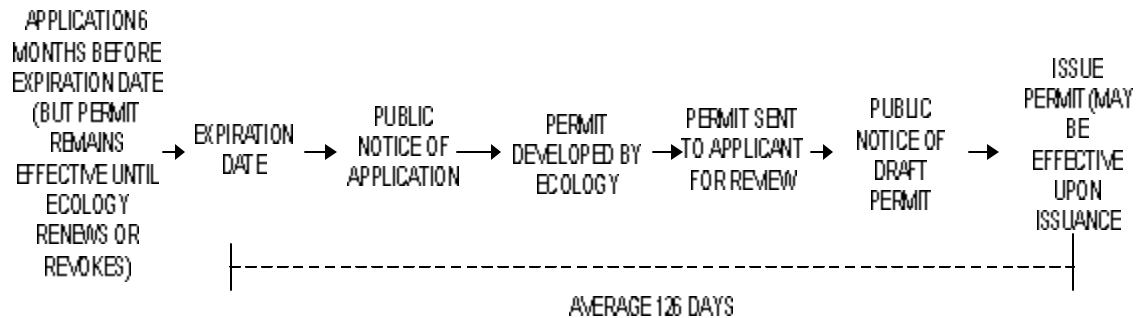 APPLICATION 6
MONTHS BEFORE
EXPIRATION DATE
(BUT PERMIT
REMAINS
EFFECTIVE UNTIL
ECOLOGY
RENEWS OR
REVOKES)
EXPIRATION
DATE
PUBLIC
NOTICE OF
APPLICATION
PERMIT
DEVELOPED BY
ECOLOGY
PERMIT SENT
TO APPLICANT
FOR REVIEW
PUBLIC
NOTICE OF
DRAFT
PERMIT
ISSUE
PERMIT (MAY
BE
EFFECTIVE
UPON
ISSUANCE
AVERAGE 126 DAYS